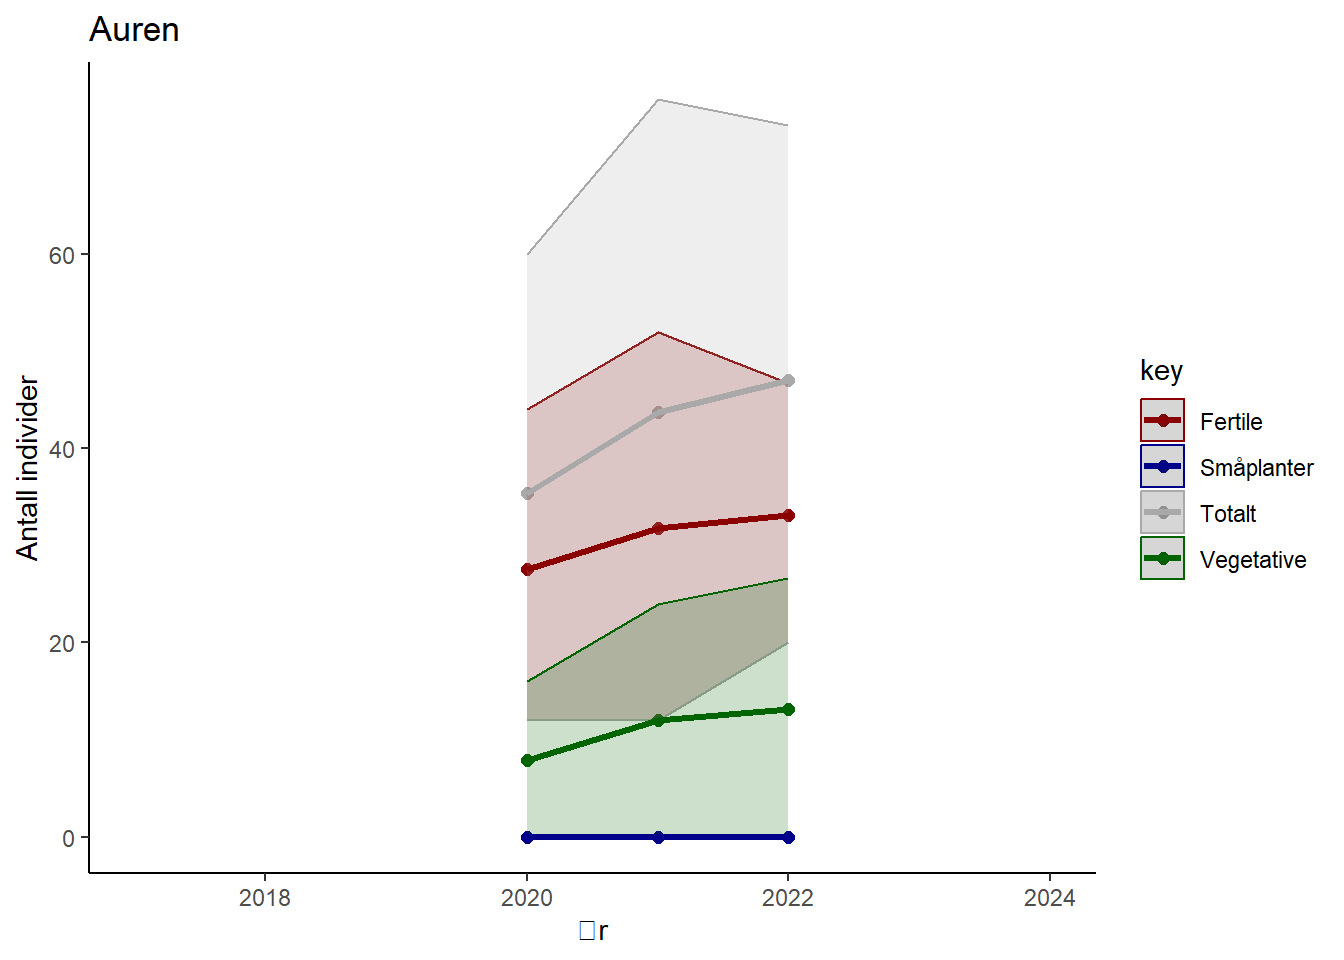 Auren
Antall individer
60
40
20
0
2018
2020
2022
2024
□r
key
Fertile
Småplanter
Totalt
Vegetative